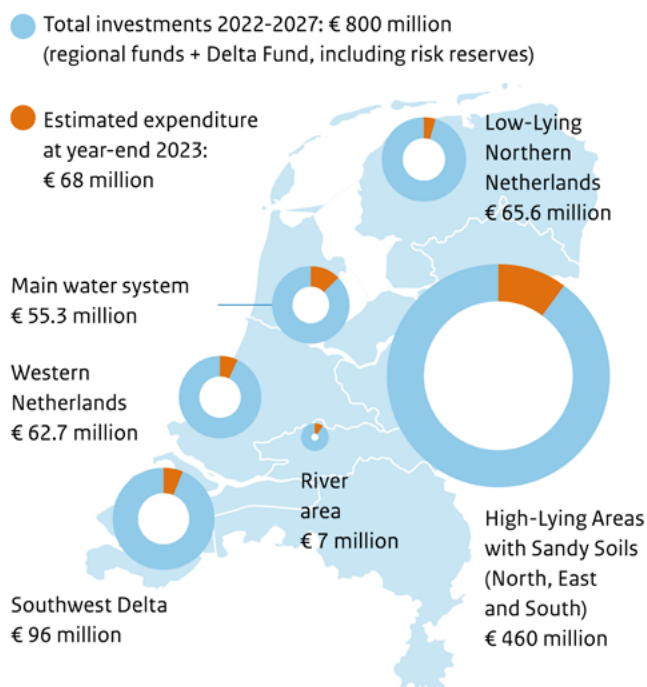 Total investments 2022-2027: € 800 million
(regional funds + Delta Fund, including risk reserves)
Estimated expenditure
at year-end 2023:
€ 68 million
Low-Lying
Northern
Netherlands
€ 65.6 million
Main water system
€ 55.3 million
Western
Netherlands
€ 62.7 million
River
area
€ 7 million
High-Lying Areas
with Sandy Soils
(North, East
and South)
€ 460 million
Southwest Delta
€ 96 million